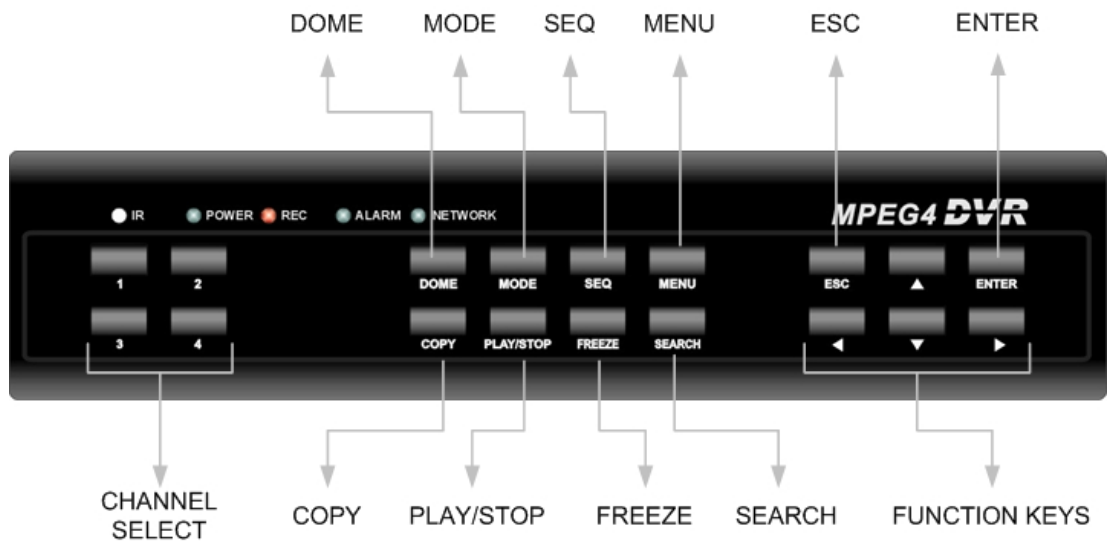 DOME MODE SEQ MENU ESC ENTER
IR POWER REC ALARM NETWORK MPEG4 DVR
1 2 DOME MODE SEQ MENU ESC ENTER
3 4 COPY PLAY/STOP FREEZE SEARCH
CHANNEL
SELECT
COPY PLAY/STOP FREEZE SEARCH FUNCTION KEYS